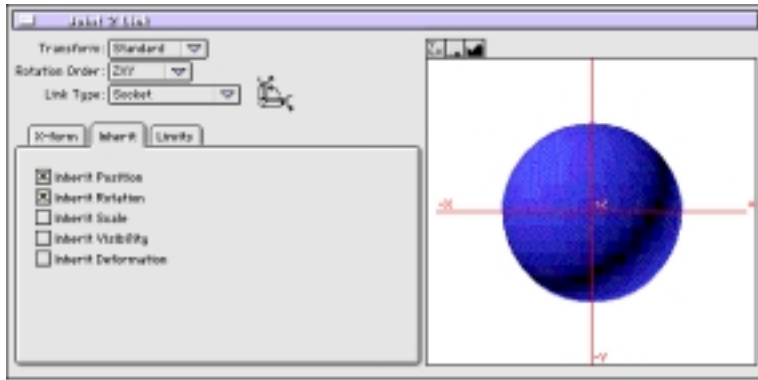 Joint & Link
Transform: Standard
Rotation Order: ZXY
Link Type: Socket
X-form Inherit Limits
Inherit Position
Inherit Rotation
Inherit Scale
Inherit Visibility
Inherit Deformation
-X
-Y